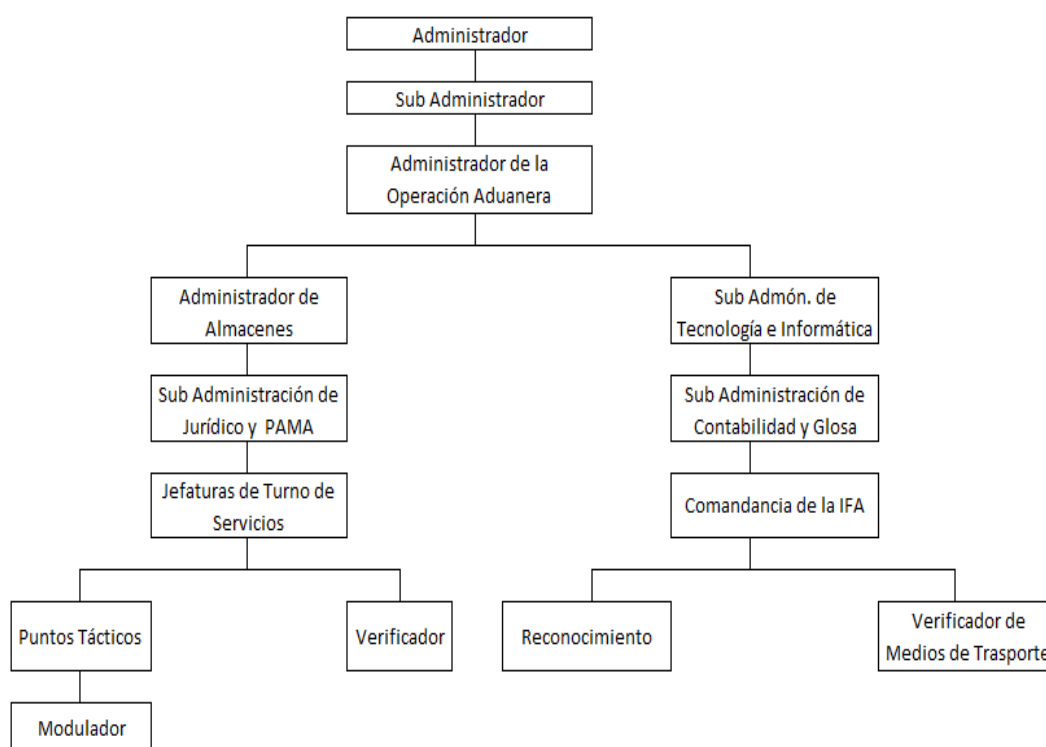 Administrador
Sub Administrador
Administrador de la
Operación Aduanera
Administrador de
Almacenes
Sub Admón. de
Tecnología e Informática
Sub Administración de
Jurídico y PAMA
Sub Administración de
Contabilidad y Glosa
Jefaturas de Turno de
Servicios
Comandancia de la IFA
Puntos Tácticos
Verificador
Reconocimiento
Verificador de
Medios de Trasporte
Modulador